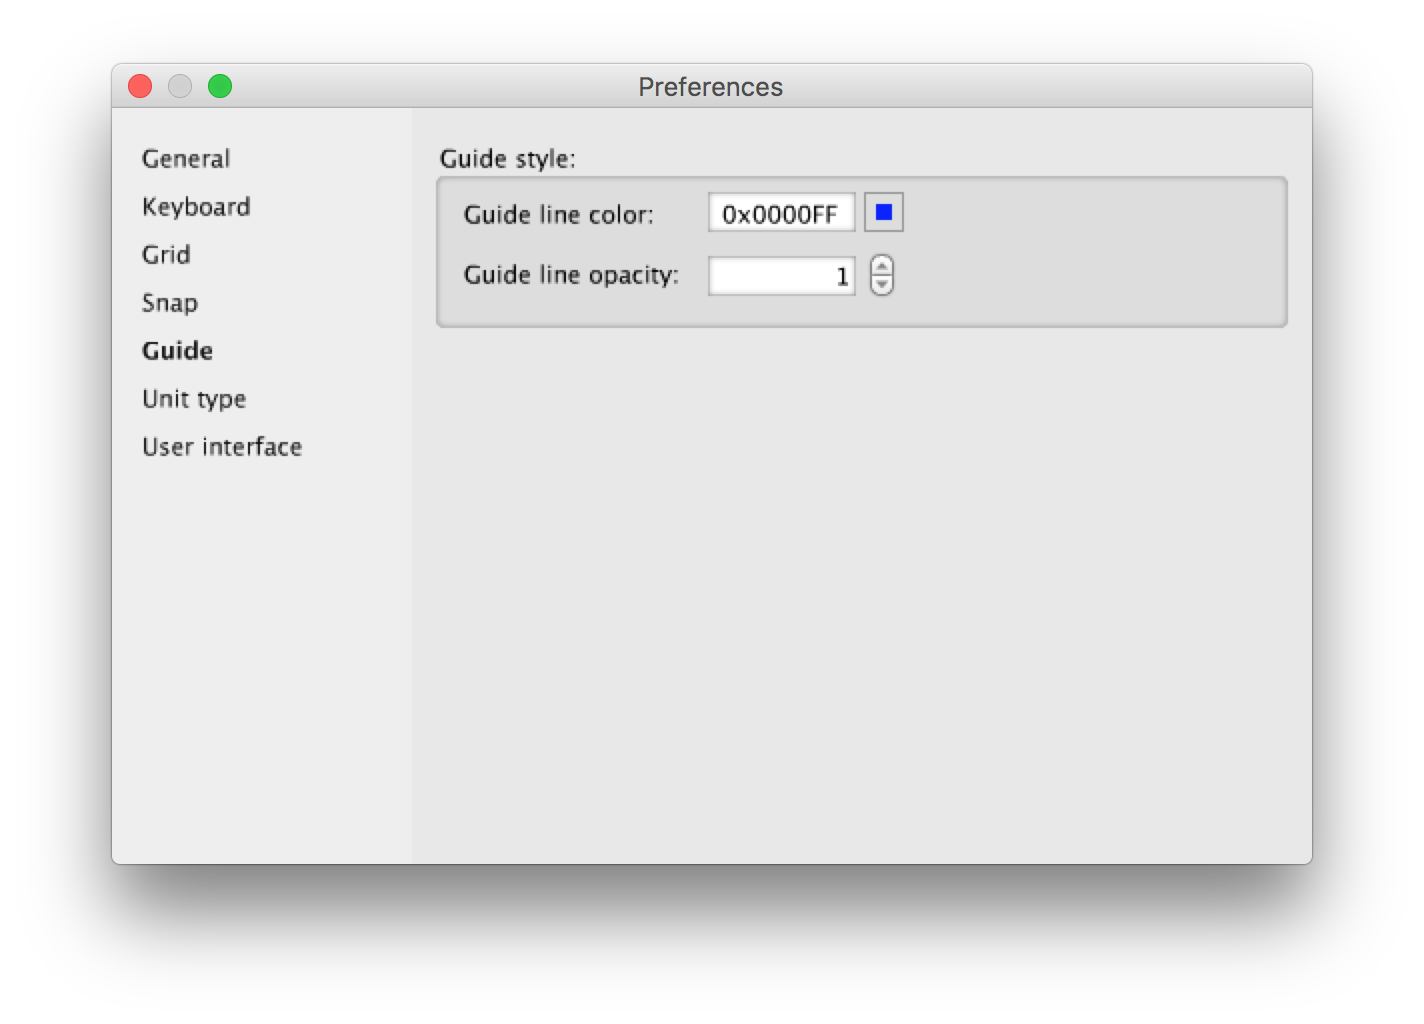 Preferences
General
Keyboard
Grid
Snap
Guide
Unit type
User interface
Guide style:
Guide line color: 0x0000FF
Guide line opacity: 1